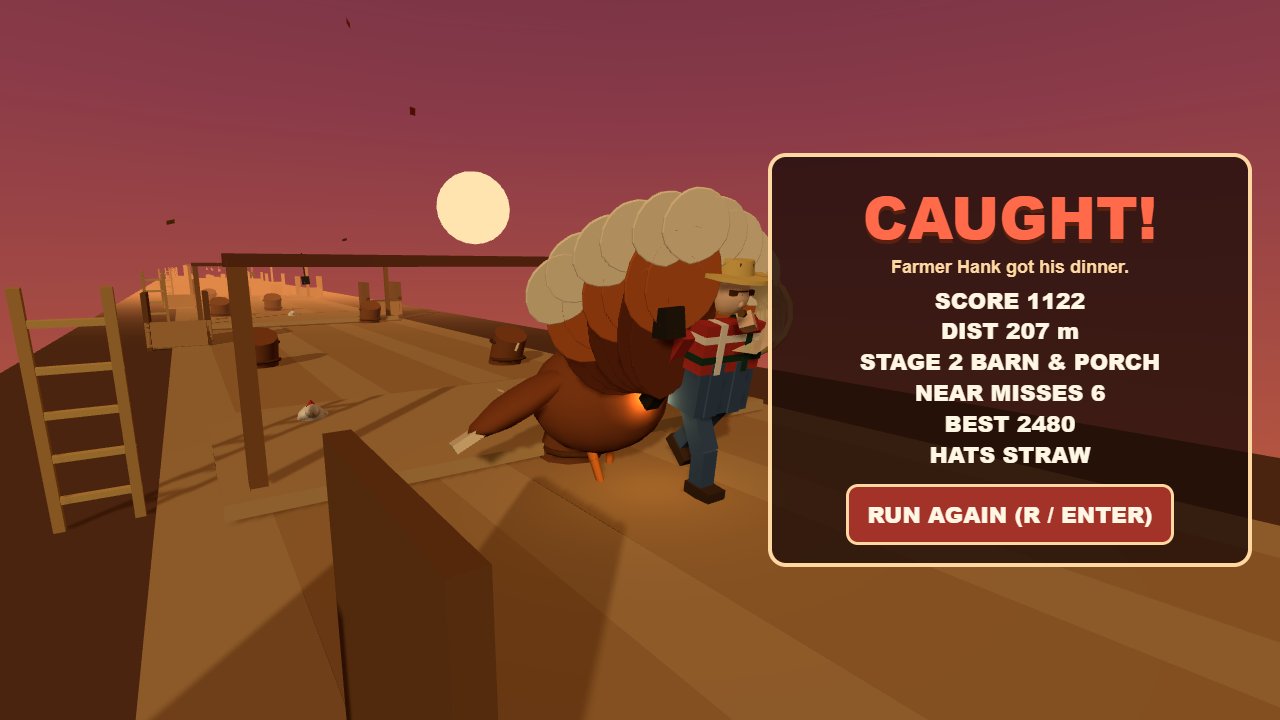 CAUGHT!
Farmer Hank got his dinner.
SCORE 1122
DIST 207 m
STAGE 2 BARN & PORCH
NEAR MISSES 6
BEST 2480
HATS STRAW
RUN AGAIN (R / ENTER)